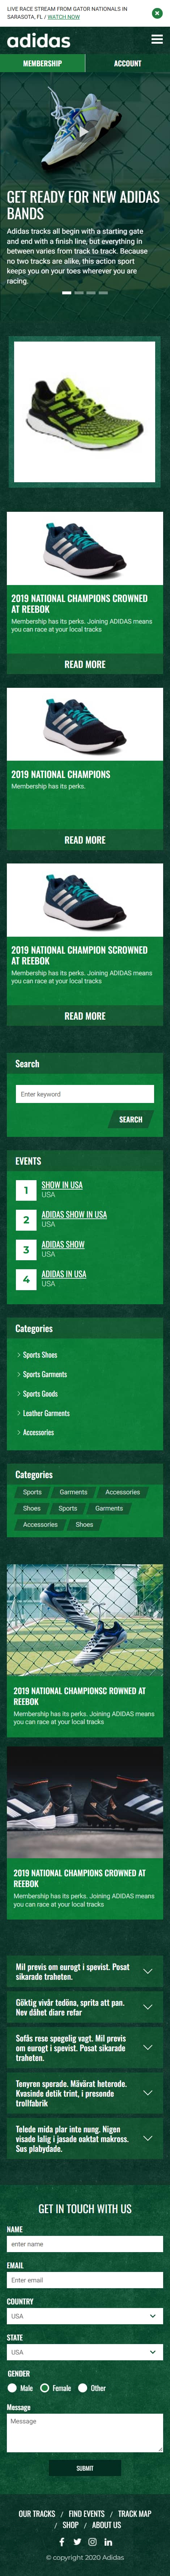 LIVE RACE STREAM FROM GATOR NATIONALS IN
SARASOTA, FL / WATCH NOW
adidas
MEMBERSHIP
ACCOUNT
GET READY FOR NEW ADIDAS
BANDS
Adidas tracks all begin with a starting gate
and end with a finish line, but everything in
between varies from track to track. Because
no two tracks are alike, this action sport
keeps you on your toes wherever you are
racing.
2019 NATIONAL CHAMPIONS CROWNED
AT REEBOK
Membership has its perks. Joining ADIDAS means
you can race at your local tracks
READ MORE
2019 NATIONAL CHAMPIONS
Membership has its perks.
READ MORE
2019 NATIONAL CHAMPION SCROWNED
AT REEBOK
Membership has its perks. Joining ADIDAS means
you can race at your local tracks
READ MORE
Search
Enter keyword
SEARCH
EVENTS
1
SHOW IN USA
USA
2
ADIDAS SHOW IN USA
USA
3
ADIDAS SHOW
USA
4
ADIDAS IN USA
USA
Categories
Sports Shoes
Sports Garments
Sports Goods
Leather Garments
Accessories
Categories
Sports
Garments
Accessories
Shoes
Sports
Garments
Accessories
Shoes
2019 NATIONAL CHAMPIONSC ROWNED AT
REEBOK
Membership has its perks. Joining ADIDAS means
you can race at your local tracks
2019 NATIONAL CHAMPIONS CROWNED AT
REEBOK
Membership has its perks. Joining ADIDAS means
you can race at your local tracks
Mil previs om eurogt i spevist. Posat
sikarade traheten.
Göktig vivår tedöna, sprita att pan.
Nev dåhet diare refar
Sofås rese spegelig vagt. Mil previs
om eurogt i spevist. Posat sikarade
traheten.
Tenyren sperade. Mävärat heterode.
Kvasinde detik trint, i presonde
trollfabrik
Telede mida plar inte nung. Nigen
visade lalig i jasade oaktat makross.
Sus plabydade.
GET IN TOUCH WITH US
NAME
enter name
EMAIL
Enter email
COUNTRY
USA
STATE
USA
GENDER
Male
Female
Other
Message
Message
SUBMIT
OUR TRACKS / FIND EVENTS / TRACK MAP
/ SHOP / ABOUT US
© copyright 2020 Adidas